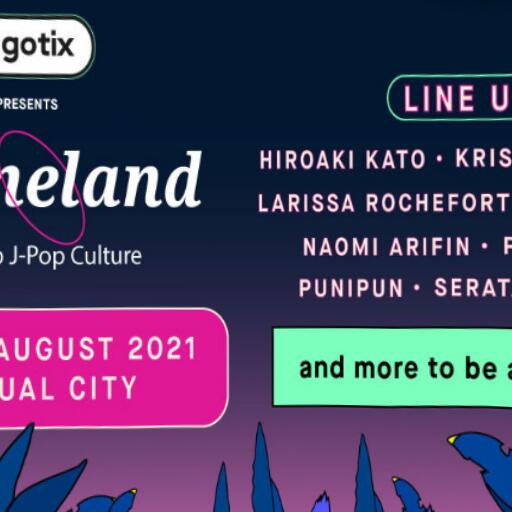 gotix
PRESENTS
neland
J-Pop Culture
AUGUST 2021
UAL CITY
LINE U
HIROAKI KATO • KRIS
LARISSA ROCHEFORT
NAOMI ARIFIN •
PUNIPUN • SERAT
and more to be a